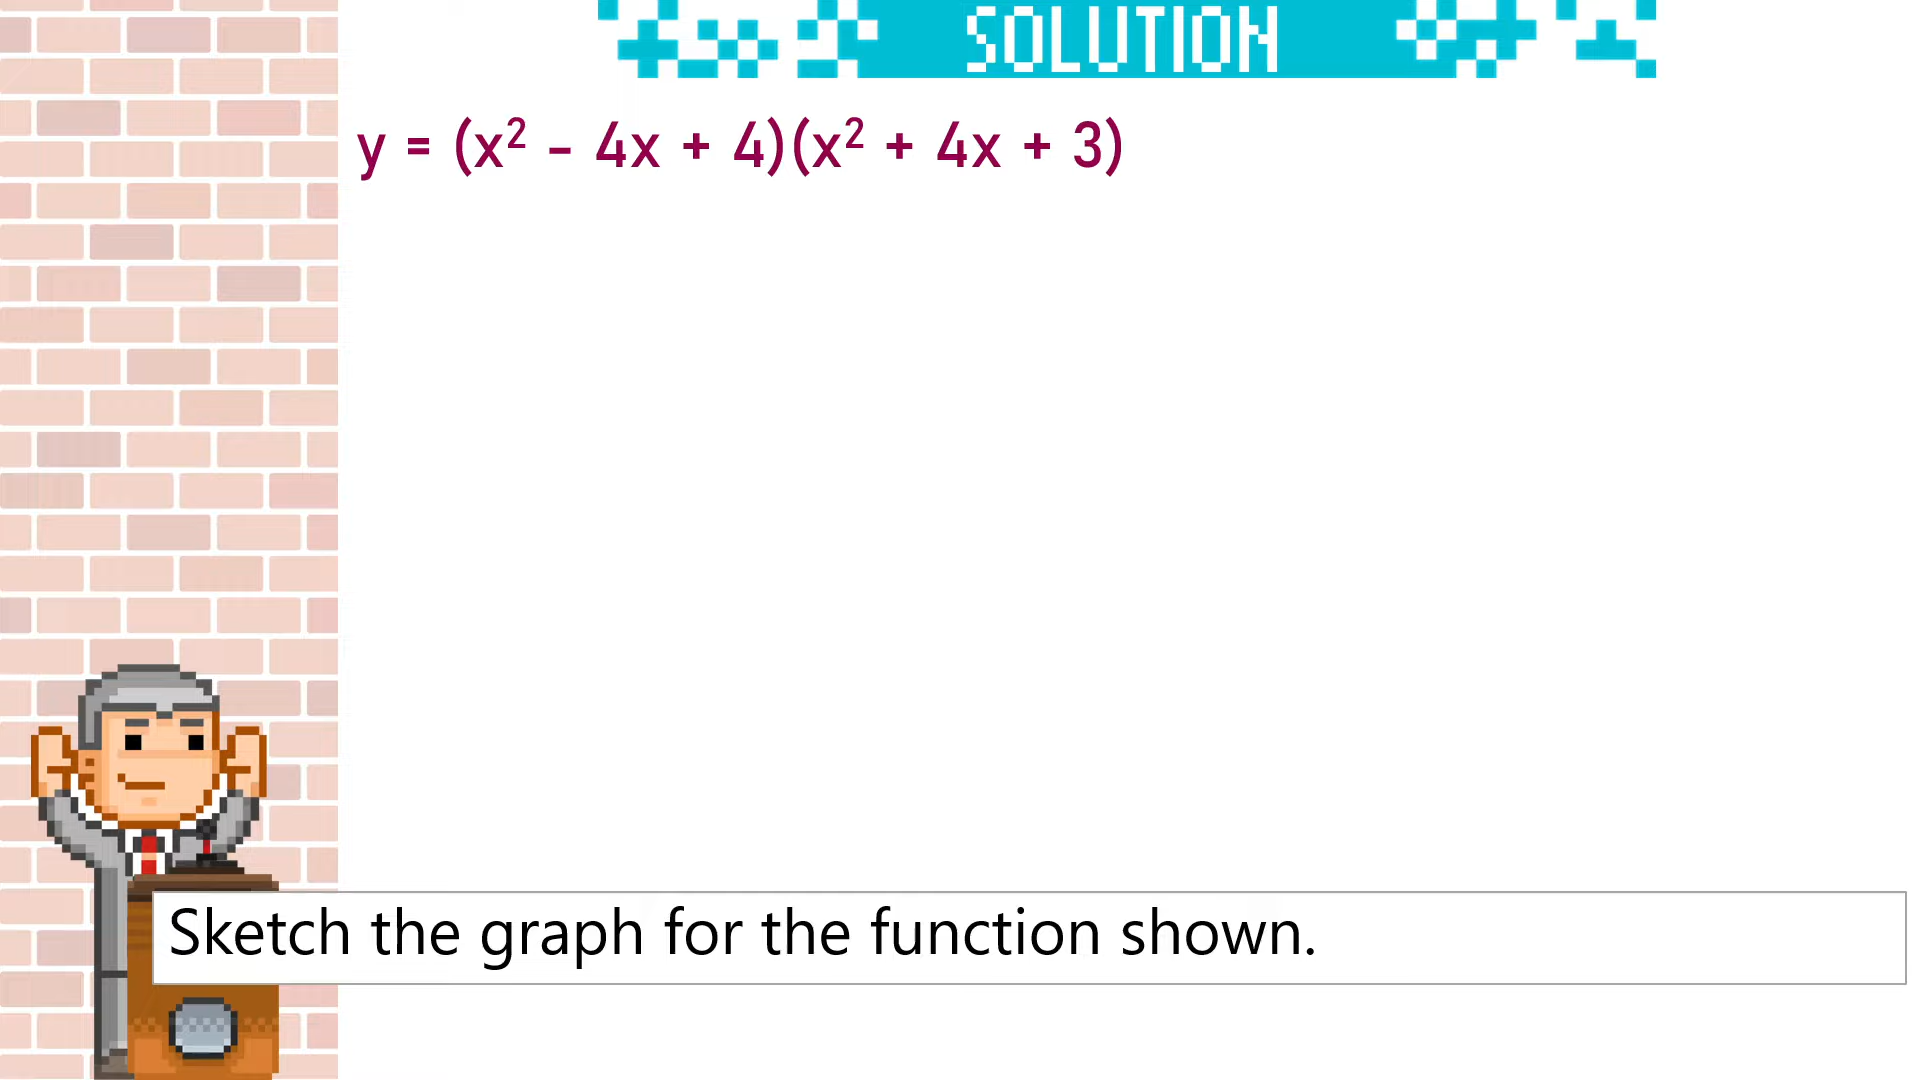 SOLUTION
y = (x² - 4x + 4)(x² + 4x + 3)
Sketch the graph for the function shown.